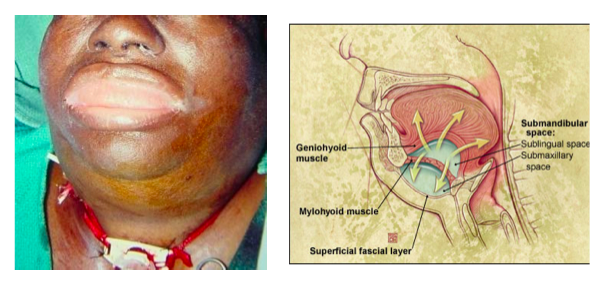 Submandibular
space:
Sublingual space
Submaxillary
space
Geniohyoid
muscle
Mylohyoid muscle
Superficial fascial layer